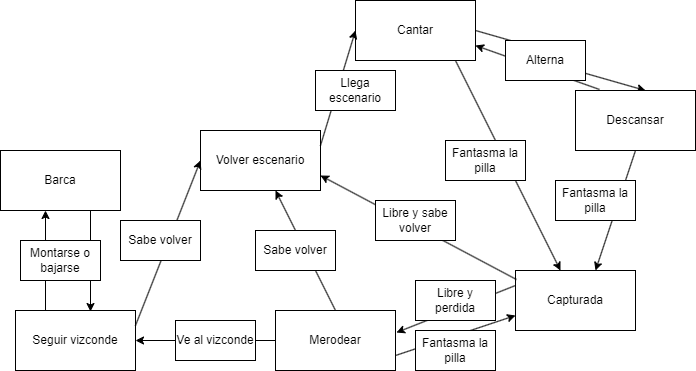 Cantar
Alterna
Llega
escenario
Descansar
Volver escenario
Fantasma la
pilla
Barca
Fantasma la
pilla
Libre y sabe
volver
Sabe volver
Sabe volver
Montarse o
bajarse
Libre y
perdida
Capturada
Seguir vizconde
Ve al vizconde
Merodear
Fantasma la
pilla